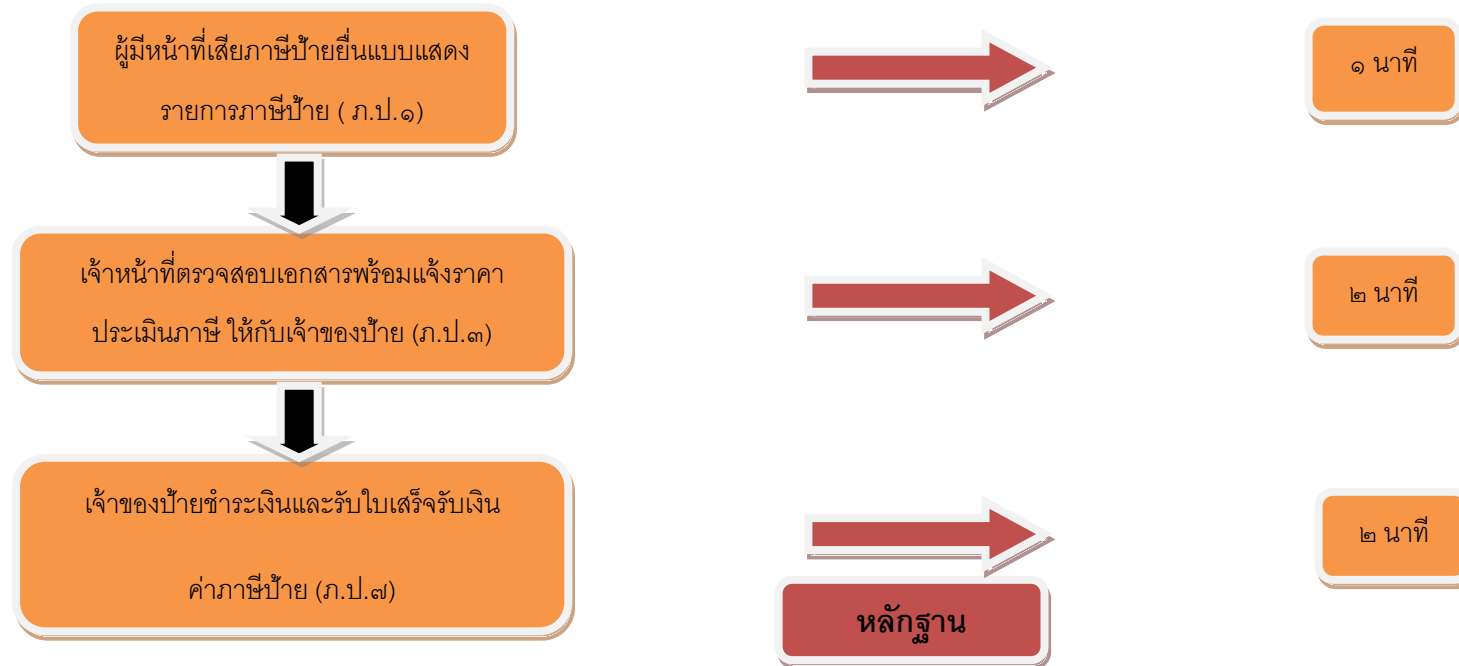 ผู้มีหน้าที่เสียภาษีป้ายยื่นแบบแสดง
รายการภาษีป้าย ( ภ.ป.๑)
๑ นาที
เจ้าหน้าที่ตรวจสอบเอกสารพร้อมแจ้งราคา
ประเมินภาษี ให้กับเจ้าของป้าย (ภ.ป.๓)
๒ นาที
เจ้าของป้ายชำระเงินและรับใบเสร็จรับเงิน
ค่าภาษีป้าย (ภ.ป.๗)
๒ นาที
หลักฐาน